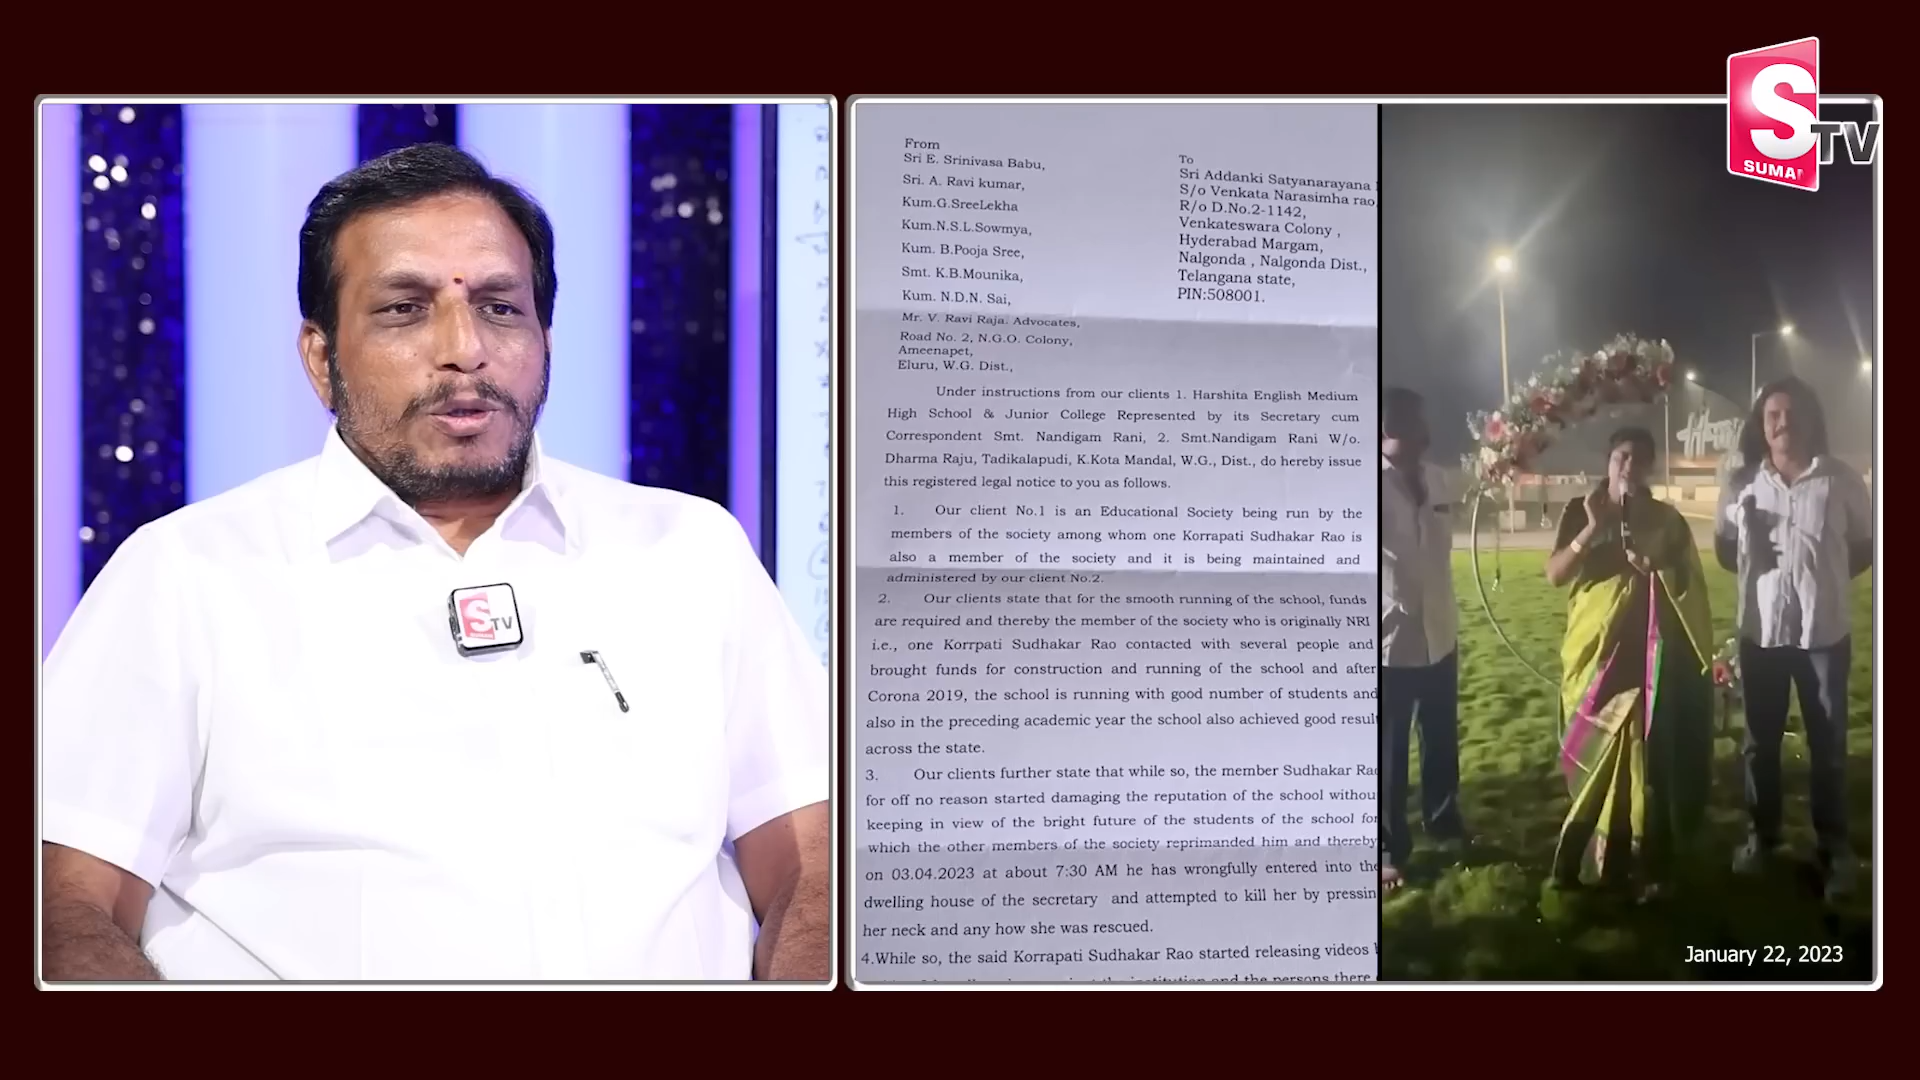 S
TV
SUMAN
S
TV
SUMAN
From
Sri E. Srinivasa Babu,
Sri. A. Ravi kumar,
Kum.G.SreeLekha
Kum.N.S.L.Sowmya,
Kum. B.Pooja Sree,
Smt. K.B.Mounika,
Kum. N.D.N. Sai,
Mr. V. Ravi Raja. Advocates,
Road No. 2, N.G.O. Colony,
Ameenapet,
Eluru, W.G. Dist.,
To
Sri Addanki Satyanarayana
S/o Venkata Narasimha rao
R/o D.No.2-1142,
Venkateswara Colony ,
Hyderabad Margam,
Nalgonda , Nalgonda Dist.,
Telangana state,
PIN:508001.
Under instructions from our clients 1. Harshita English Medium
High School & Junior College Represented by its Secretary cum
Correspondent Smt. Nandigam Rani, 2. Smt.Nandigam Rani W/o.
Dharma Raju, Tadikalapudi, K.Kota Mandal, W.G., Dist., do hereby issue
this registered legal notice to you as follows.
1. Our client No.1 is an Educational Society being run by the
members of the society among whom one Korrapati Sudhakar Rao is
also a member of the society and it is being maintained and
administered by our client No.2.
2. Our clients state that for the smooth running of the school, funds
are required and thereby the member of the society who is originally NRI
i.e., one Korrpati Sudhakar Rao contacted with several people and
brought funds for construction and running of the school and after
Corona 2019, the school is running with good number of students and
also in the preceding academic year the school also achieved good resul
across the state.
3. Our clients further state that while so, the member Sudhakar Rao
for off no reason started damaging the reputation of the school withou
keeping in view of the bright future of the students of the school for
which the other members of the society reprimanded him and thereby
on 03.04.2023 at about 7:30 AM he has wrongfully entered into the
dwelling house of the secretary and attempted to kill her by pressin
her neck and any how she was rescued.
4.While so, the said Korrapati Sudhakar Rao started releasing videos
January 22, 2023